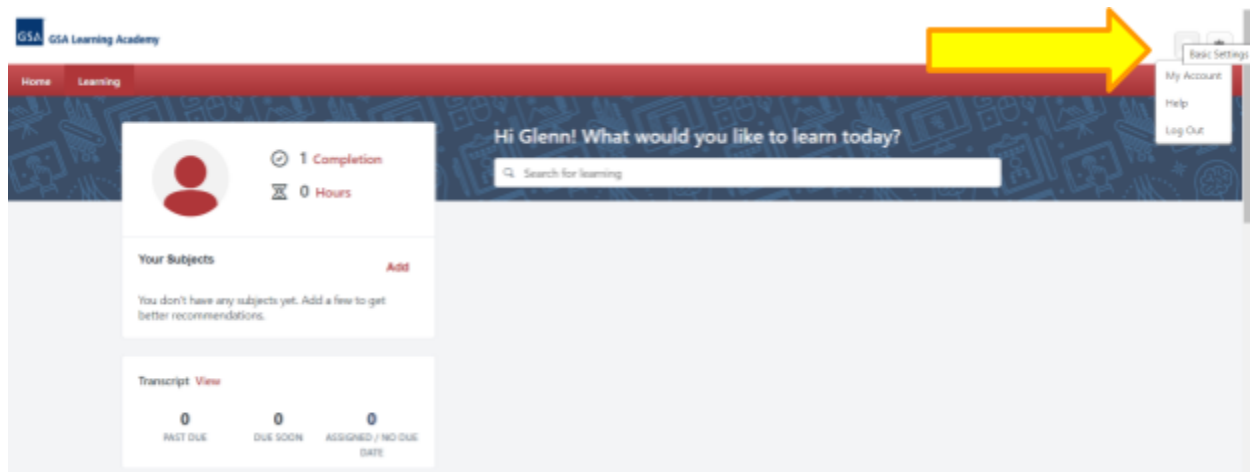 GSA GSA Learning Academy
Basic Settings
My Account
Help
Log Out
Home Learning
Hi Glenn! What would you like to learn today?
Search for learning
1 Completion
0 Hours
Your Subjects
Add
You don't have any subjects yet. Add a few to get
better recommendations.
Transcript View
0 0 0
PAST DUE DUE SOON ASSIGNED / NO DUE
DATE